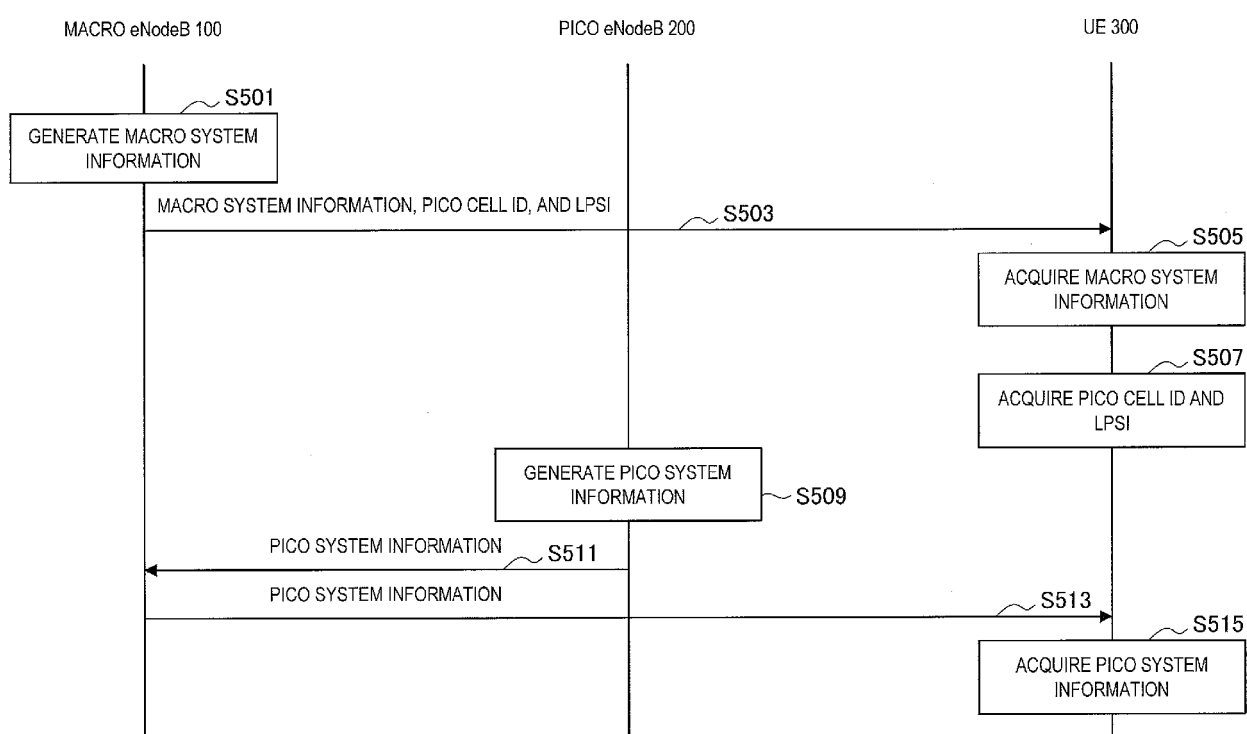 MACRO eNodeB 100
PICO eNodeB 200
UE 300
S501
GENERATE MACRO SYSTEM
INFORMATION
MACRO SYSTEM INFORMATION, PICO CELL ID, AND LPSI
S503
S505
ACQUIRE MACRO SYSTEM
INFORMATION
S507
ACQUIRE PICO CELL ID AND
LPSI
GENERATE PICO SYSTEM
INFORMATION
S509
PICO SYSTEM INFORMATION
S511
PICO SYSTEM INFORMATION
S513
S515
ACQUIRE PICO SYSTEM
INFORMATION